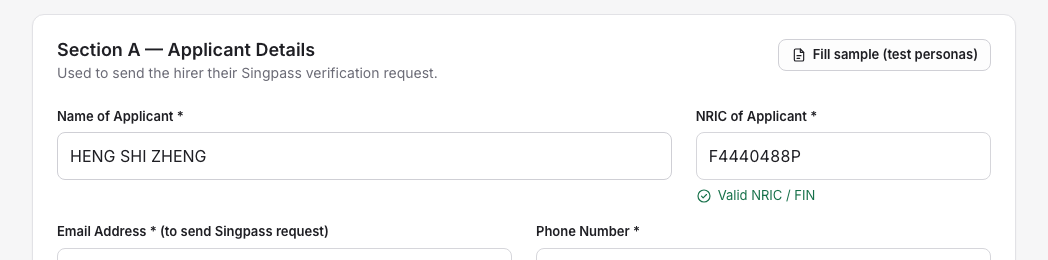 Section A — Applicant Details
Used to send the hirer their Singpass verification request.
Fill sample (test personas)
Name of Applicant *
NRIC of Applicant *
HENG SHI ZHENG
F4440488P
Valid NRIC / FIN
Email Address * (to send Singpass request)
Phone Number *